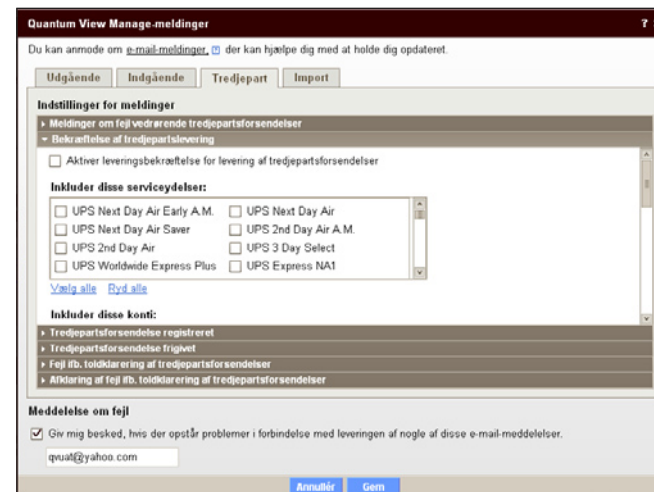 Quantum View Manage-meldinger ?
Du kan anmode om e-mail-meldinger, der kan hjælpe dig med at holde dig opdateret.
Udgående Indgående Tredjepart Import
Indstillinger for meldinger
Meldinger om fejl vedrørende tredjepartsforsendelser
Bekræftelse af tredjepartslevering
Aktiver leveringsbekræftelse for levering af tredjepartsforsendelser
Inkluder disse serviceydelser:
UPS Next Day Air Early A.M. UPS Next Day Air
UPS Next Day Air Saver UPS 2nd Day Air A.M.
UPS 2nd Day Air UPS 3 Day Select
UPS Worldwide Express Plus UPS Express NA1
Vælg alle Ryd alle
Inkluder disse konti:
Tredjepartsforsendelse registreret
Tredjepartsforsendelse frigivet
Fejl ifb. toldklarering af tredjepartsforsendelser
Afklaring af fejl ifb. toldklarering af tredjepartsforsendelser
Meddelelse om fejl
Giv mig besked, hvis der opstår problemer i forbindelse med leveringen af nogle af disse e-mail-meddelelser.
qvuat@yahoo.com
Annullér Gem